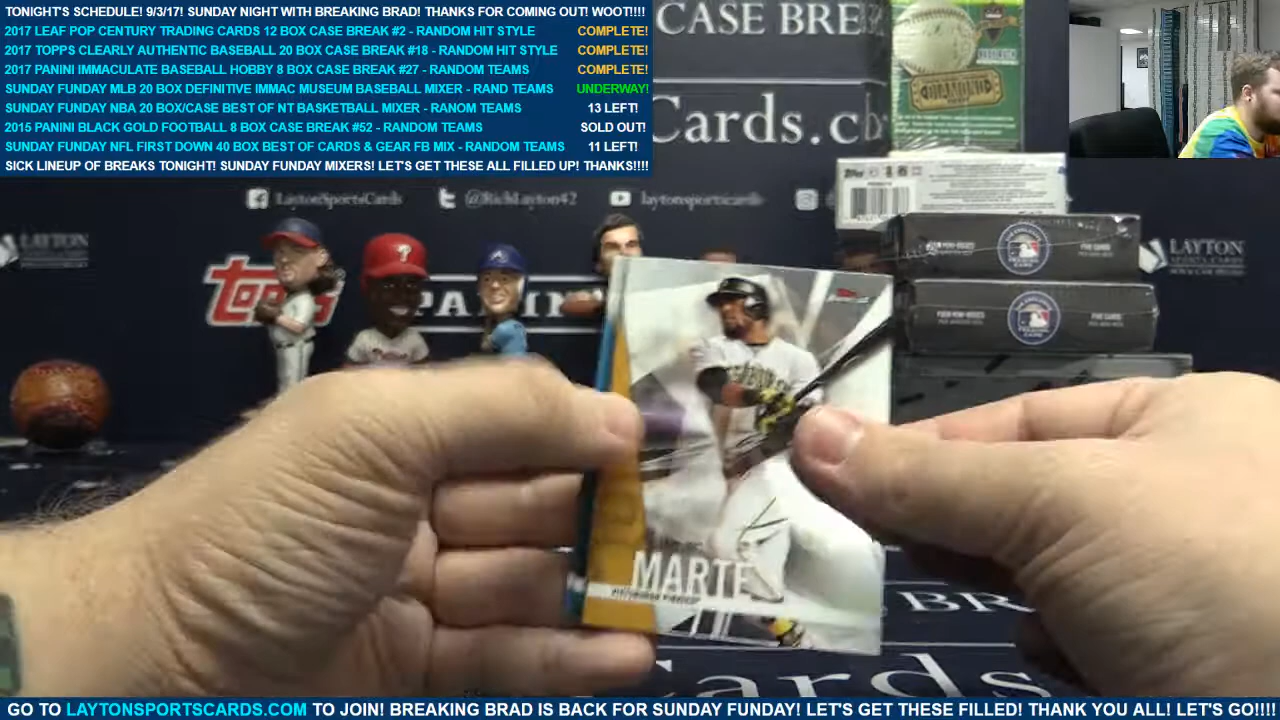 TONIGHT'S SCHEDULE! 9/3/17! SUNDAY NIGHT WITH BREAKING BRAD! THANKS FOR COMING OUT! WOOT!!!!
2017 LEAF POP CENTURY TRADING CARDS 12 BOX CASE BREAK #2 - RANDOM HIT STYLE COMPLETE!
2017 TOPPS CLEARLY AUTHENTIC BASEBALL 20 BOX CASE BREAK #18 - RANDOM HIT STYLE COMPLETE!
2017 PANINI IMMACULATE BASEBALL HOBBY 8 BOX CASE BREAK #27 - RANDOM TEAMS COMPLETE!
SUNDAY FUNDAY MLB 20 BOX DEFINITIVE IMMAC MUSEUM BASEBALL MIXER - RAND TEAMS UNDERWAY!
SUNDAY FUNDAY NBA 20 BOX/CASE BEST OF NT BASKETBALL MIXER - RANOM TEAMS 13 LEFT!
2015 PANINI BLACK GOLD FOOTBALL 8 BOX CASE BREAK #52 - RANDOM TEAMS SOLD OUT!
SUNDAY FUNDAY NFL FIRST DOWN 40 BOX BEST OF CARDS & GEAR FB MIX - RANDOM TEAMS 11 LEFT!
SICK LINEUP OF BREAKS TONIGHT! SUNDAY FUNDAY MIXERS! LET'S GET THESE ALL FILLED UP! THANKS!!!!
CASE BRE
Cards.c
DIAMOND
LaytonSportsCards @RichLayton42 laytonsportscards
LAYTON
LAYTON
topps
PANINI
Phillies
MARTE
PITTSBURGH PIRATES
BR
Cards
GO TO LAYTONSPORTSCARDS.COM TO JOIN! BREAKING BRAD IS BACK FOR SUNDAY FUNDAY! LET'S GET THESE FILLED! THANK YOU ALL! LET'S GO!!!!